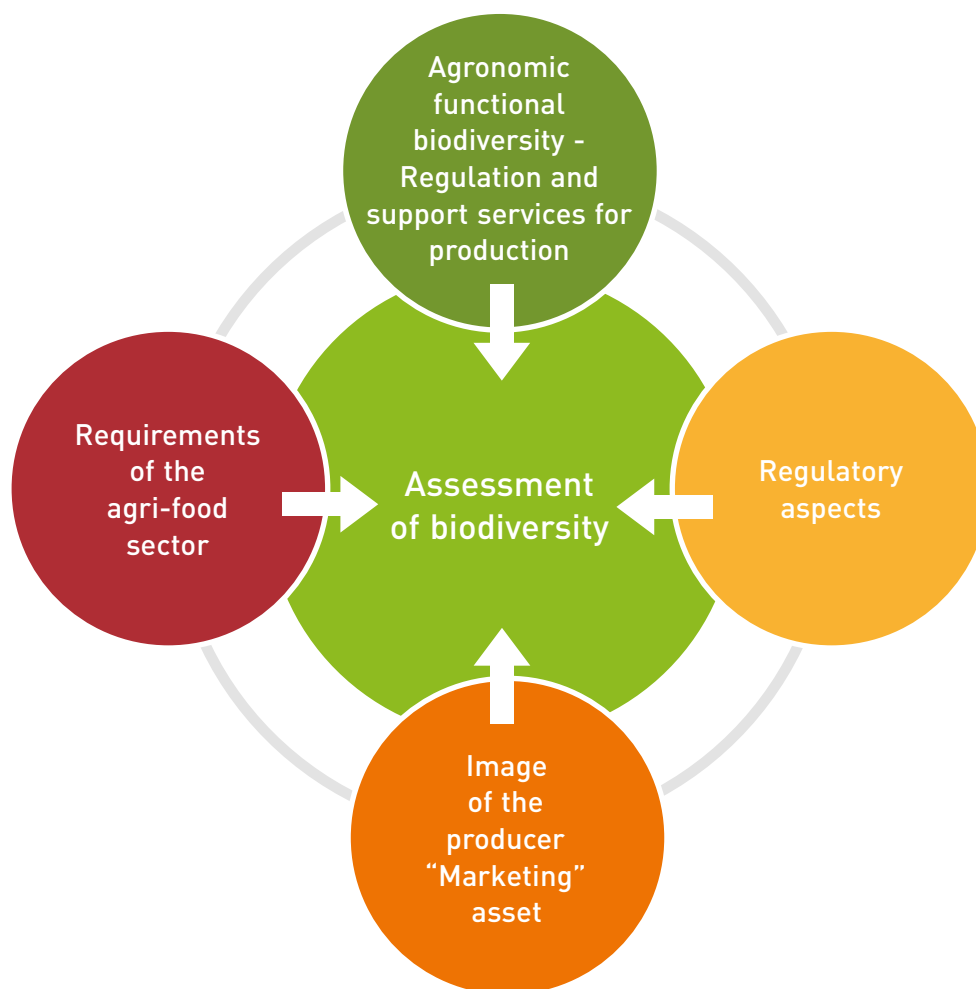 Agronomic
functional
biodiversity -
Regulation and
support services for
production
Requirements
of the
agri-food
sector
Assessment
of biodiversity
Regulatory
aspects
Image
of the
producer
“Marketing”
asset